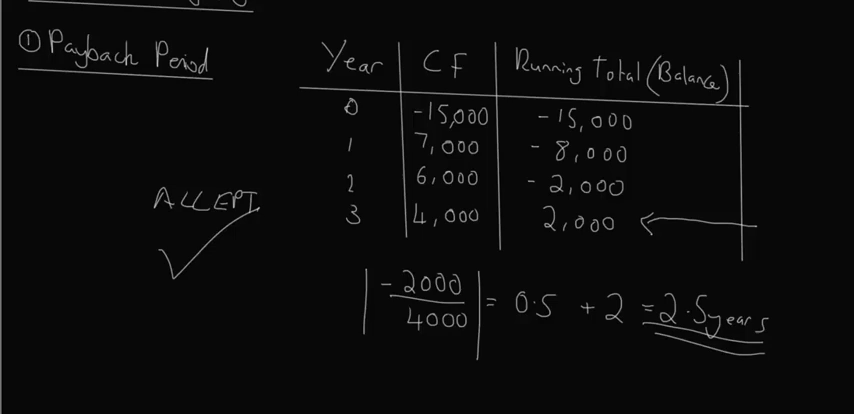 ① Payback Period
Year CF Running Total (Balance)
0 -15,000 -15,000
1 7,000 -8,000
2 6,000 -2,000
3 4,000 2,000
ACCEPT
|-2000/4000| = 0.5 + 2 = 2.5 years